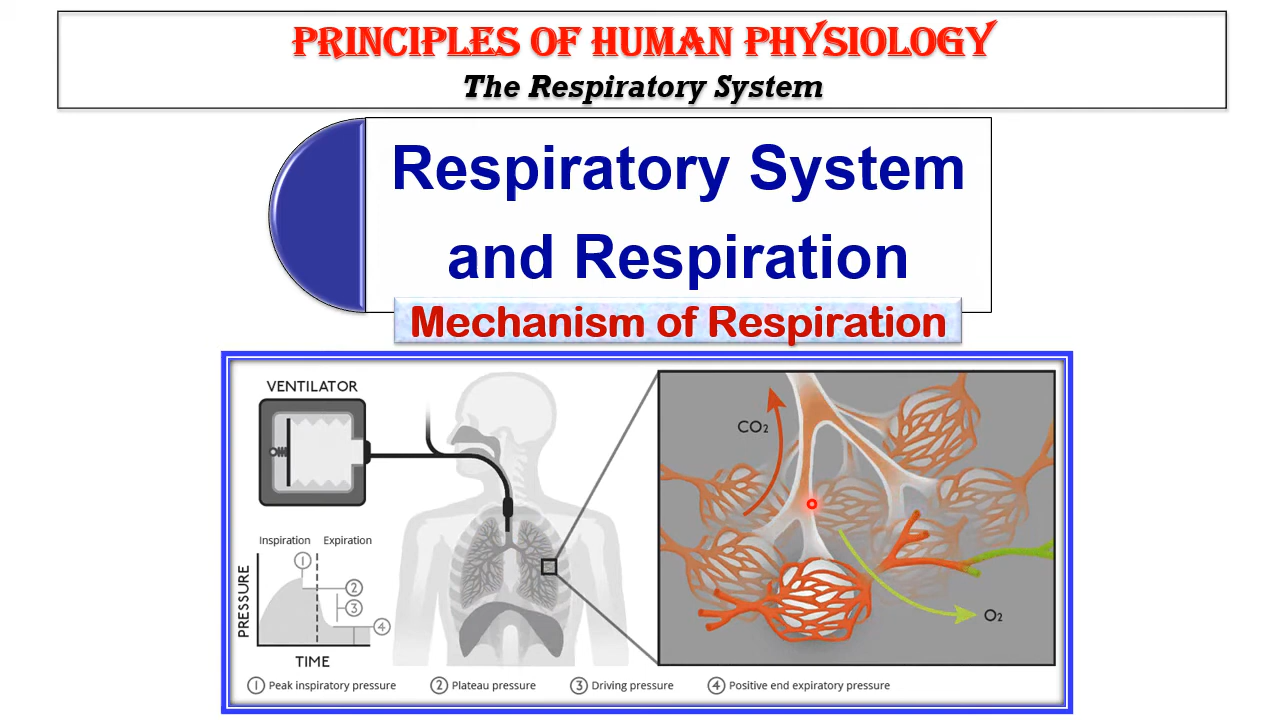 PRINCIPLES OF HUMAN PHYSIOLOGY
The Respiratory System
Respiratory System
and Respiration
Mechanism of Respiration
VENTILATOR
CO₂
Inspiration Expiration
1
2
3
4
PRESSURE
TIME
O₂
1 Peak inspiratory pressure 2 Plateau pressure 3 Driving pressure 4 Positive end expiratory pressure